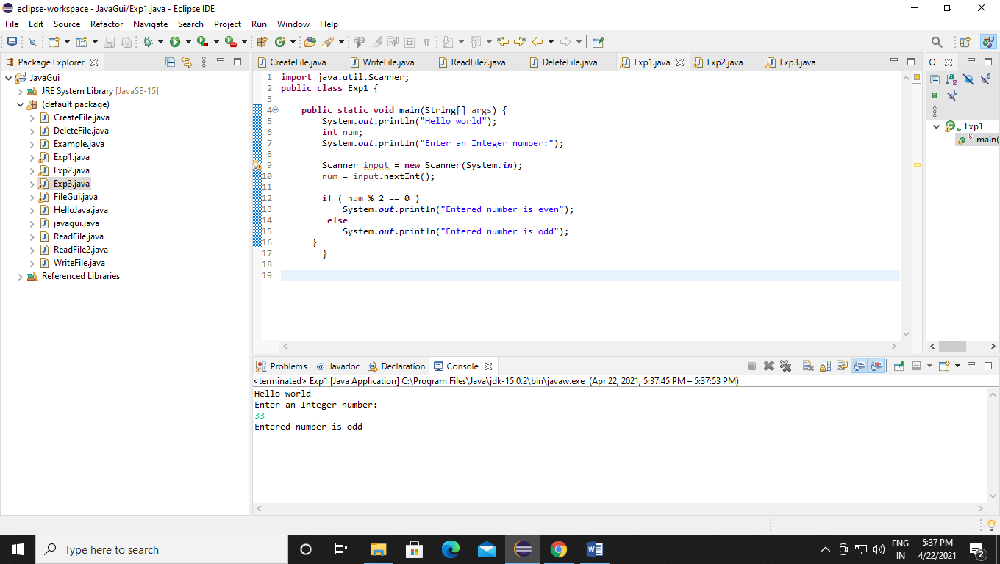 eclipse-workspace - JavaGui/Exp1.java - Eclipse IDE
File Edit Source Refactor Navigate Search Project Run Window Help
Package Explorer
JavaGui
JRE System Library [JavaSE-15]
(default package)
CreateFile.java
DeleteFile.java
Example.java
Exp1.java
Exp2.java
Exp3.java
FileGui.java
HelloJava.java
javagui.java
ReadFile.java
ReadFile2.java
WriteFile.java
Referenced Libraries
CreateFile.java WriteFile.java ReadFile2.java DeleteFile.java Exp1.java Exp2.java Exp3.java
1 import java.util.Scanner;
2 public class Exp1 {
3
4 public static void main(String[] args) {
5 System.out.println("Hello world");
6 int num;
7 System.out.println("Enter an Integer number:");
8
9 Scanner input = new Scanner(System.in);
10 num = input.nextInt();
11
12 if ( num % 2 == 0 )
13 System.out.println("Entered number is even");
14 else
15 System.out.println("Entered number is odd");
16 }
17 }
18
19
O
Exp1
main(
Problems @ Javadoc Declaration Console
<terminated> Exp1 [Java Application] C:\Program Files\Java\jdk-15.0.2\bin\javaw.exe (Apr 22, 2021, 5:37:45 PM – 5:37:53 PM)
Hello world
Enter an Integer number:
33
Entered number is odd
Type here to search
ENG
IN
5:37 PM
4/22/2021
2